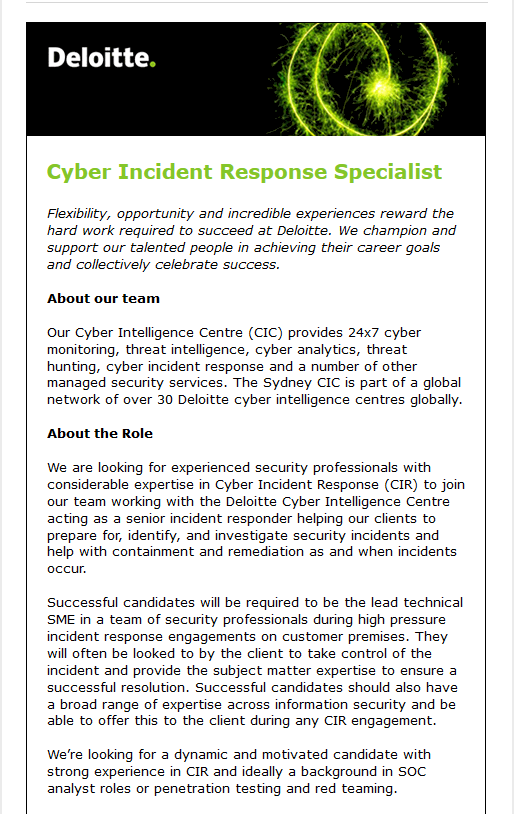 Deloitte.
Cyber Incident Response Specialist
Flexibility, opportunity and incredible experiences reward the
hard work required to succeed at Deloitte. We champion and
support our talented people in achieving their career goals
and collectively celebrate success.
About our team
Our Cyber Intelligence Centre (CIC) provides 24x7 cyber
monitoring, threat intelligence, cyber analytics, threat
hunting, cyber incident response and a number of other
managed security services. The Sydney CIC is part of a global
network of over 30 Deloitte cyber intelligence centres globally.
About the Role
We are looking for experienced security professionals with
considerable expertise in Cyber Incident Response (CIR) to join
our team working with the Deloitte Cyber Intelligence Centre
acting as a senior incident responder helping our clients to
prepare for, identify, and investigate security incidents and
help with containment and remediation as and when incidents
occur.
Successful candidates will be required to be the lead technical
SME in a team of security professionals during high pressure
incident response engagements on customer premises. They
will often be looked to by the client to take control of the
incident and provide the subject matter expertise to ensure a
successful resolution. Successful candidates should also have
a broad range of expertise across information security and be
able to offer this to the client during any CIR engagement.
We’re looking for a dynamic and motivated candidate with
strong experience in CIR and ideally a background in SOC
analyst roles or penetration testing and red teaming.